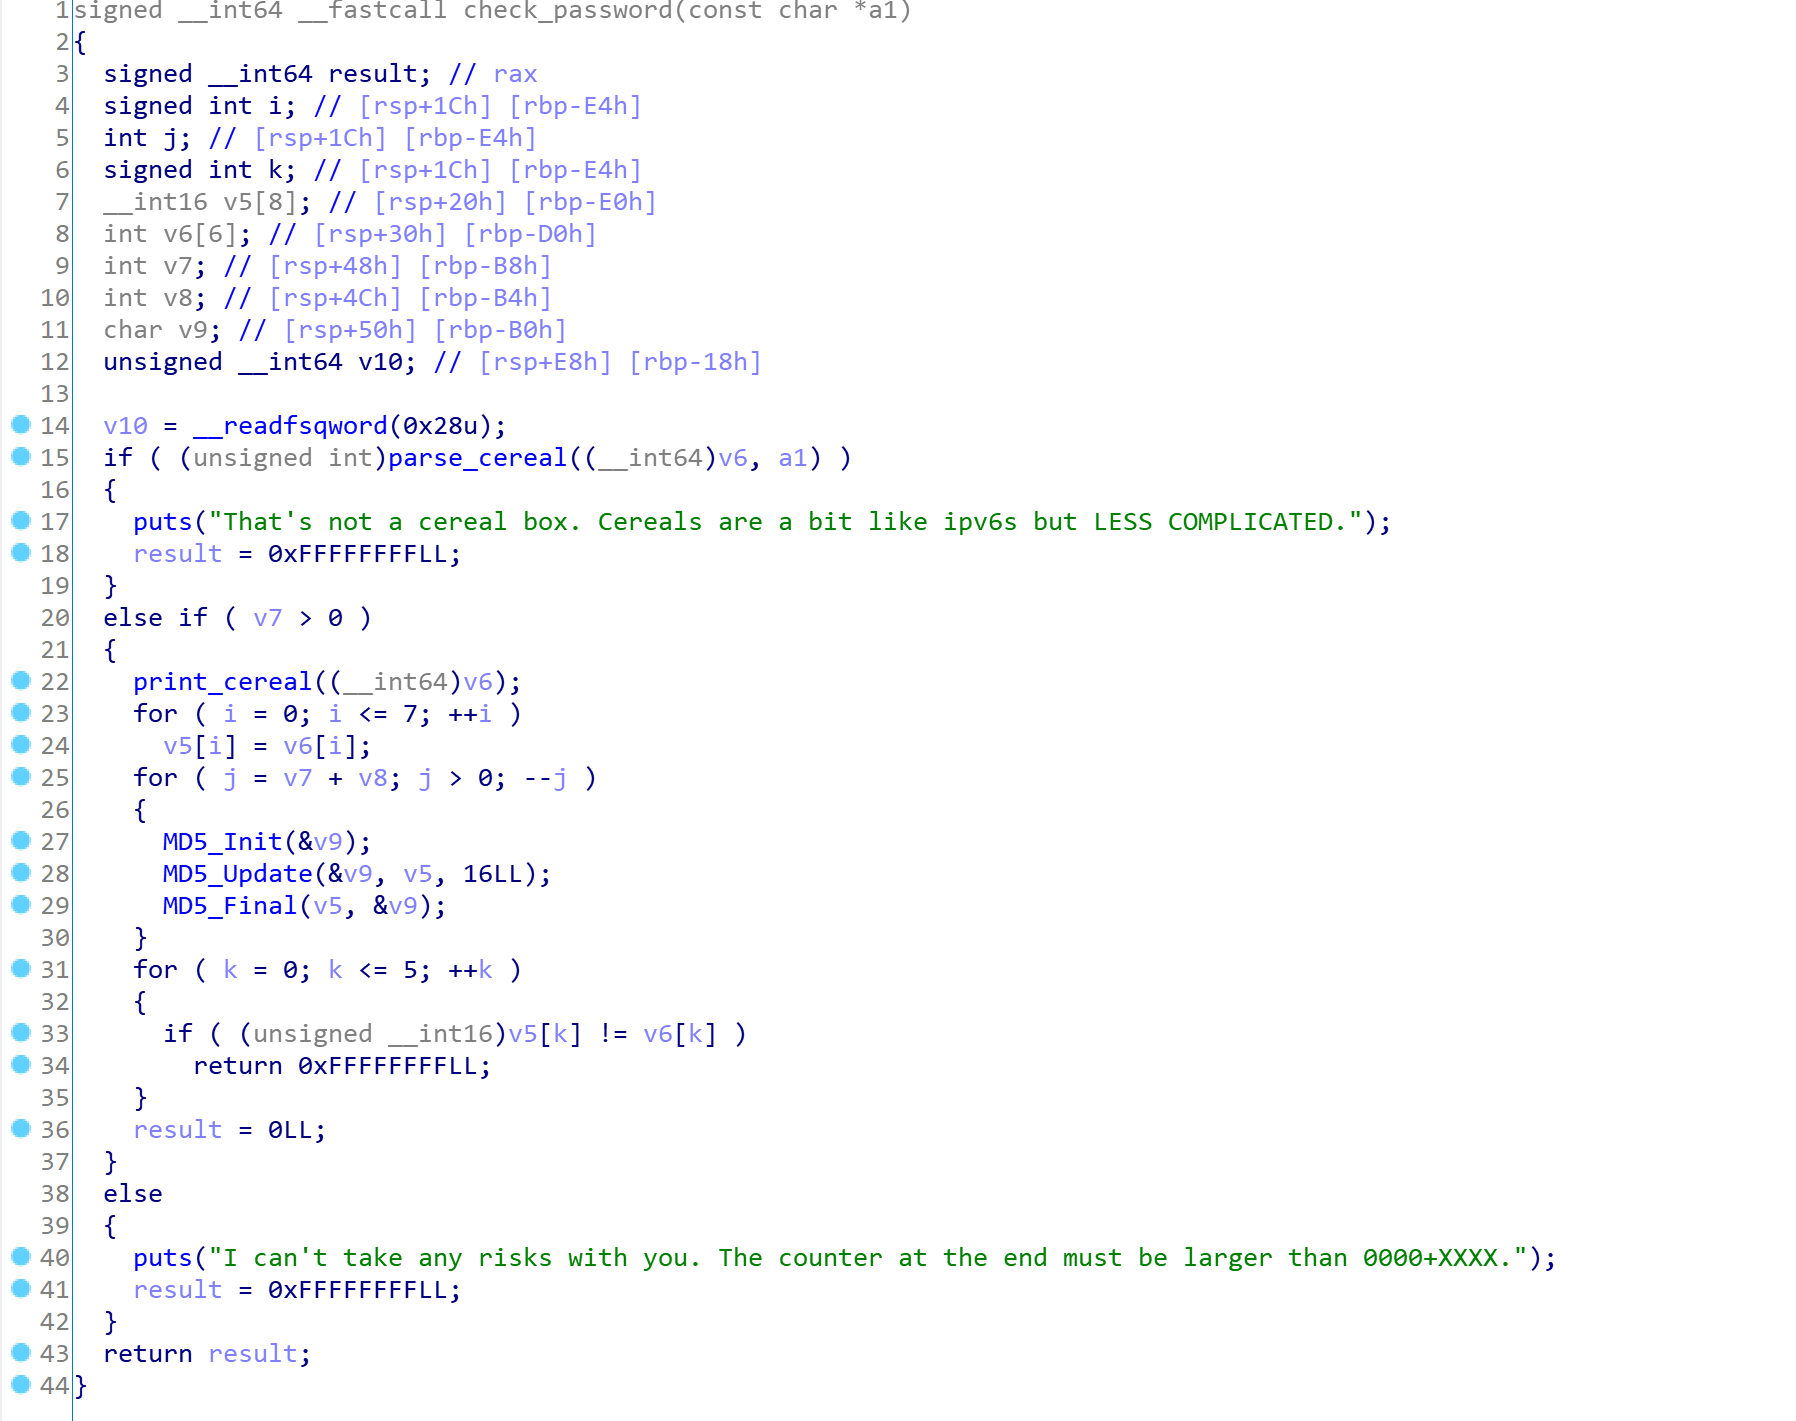 1 signed __int64 __fastcall check_password(const char *a1)
2 {
3   signed __int64 result; // rax
4   signed int i; // [rsp+1Ch] [rbp-E4h]
5   int j; // [rsp+1Ch] [rbp-E4h]
6   signed int k; // [rsp+1Ch] [rbp-E4h]
7   __int16 v5[8]; // [rsp+20h] [rbp-E0h]
8   int v6[6]; // [rsp+30h] [rbp-D0h]
9   int v7; // [rsp+48h] [rbp-B8h]
10   int v8; // [rsp+4Ch] [rbp-B4h]
11   char v9; // [rsp+50h] [rbp-B0h]
12   unsigned __int64 v10; // [rsp+E8h] [rbp-18h]
13
14   v10 = __readfsqword(0x28u);
15   if ( (unsigned int)parse_cereal((__int64)v6, a1) )
16   {
17     puts("That's not a cereal box. Cereals are a bit like ipv6s but LESS COMPLICATED.");
18     result = 0xFFFFFFFFLL;
19   }
20   else if ( v7 > 0 )
21   {
22     print_cereal((__int64)v6);
23     for ( i = 0; i <= 7; ++i )
24       v5[i] = v6[i];
25     for ( j = v7 + v8; j > 0; --j )
26     {
27       MD5_Init(&v9);
28       MD5_Update(&v9, v5, 16LL);
29       MD5_Final(v5, &v9);
30     }
31     for ( k = 0; k <= 5; ++k )
32     {
33       if ( (unsigned __int16)v5[k] != v6[k] )
34         return 0xFFFFFFFFLL;
35     }
36     result = 0LL;
37   }
38   else
39   {
40     puts("I can't take any risks with you. The counter at the end must be larger than 0000+XXXX.");
41     result = 0xFFFFFFFFLL;
42   }
43   return result;
44 }